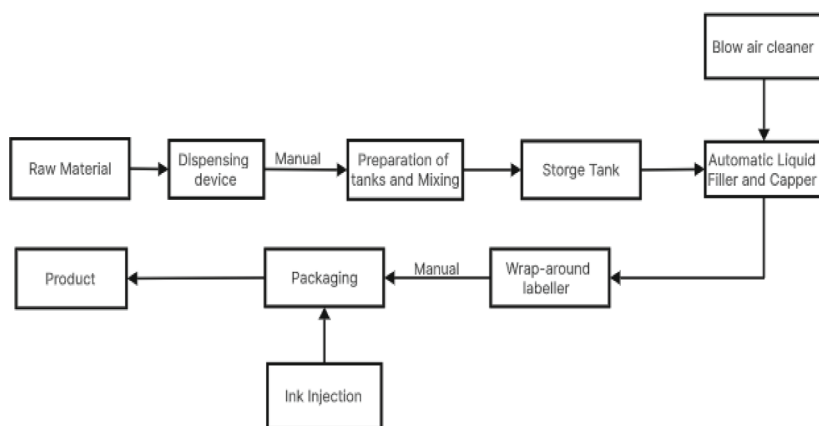 Blow air cleaner
Raw Material
Dispensing
device
Manual
Preparation of
tanks and Mixing
Storge Tank
Automatic Liquid
Filler and Capper
Product
Packaging
Manual
Wrap-around
labeller
Ink Injection